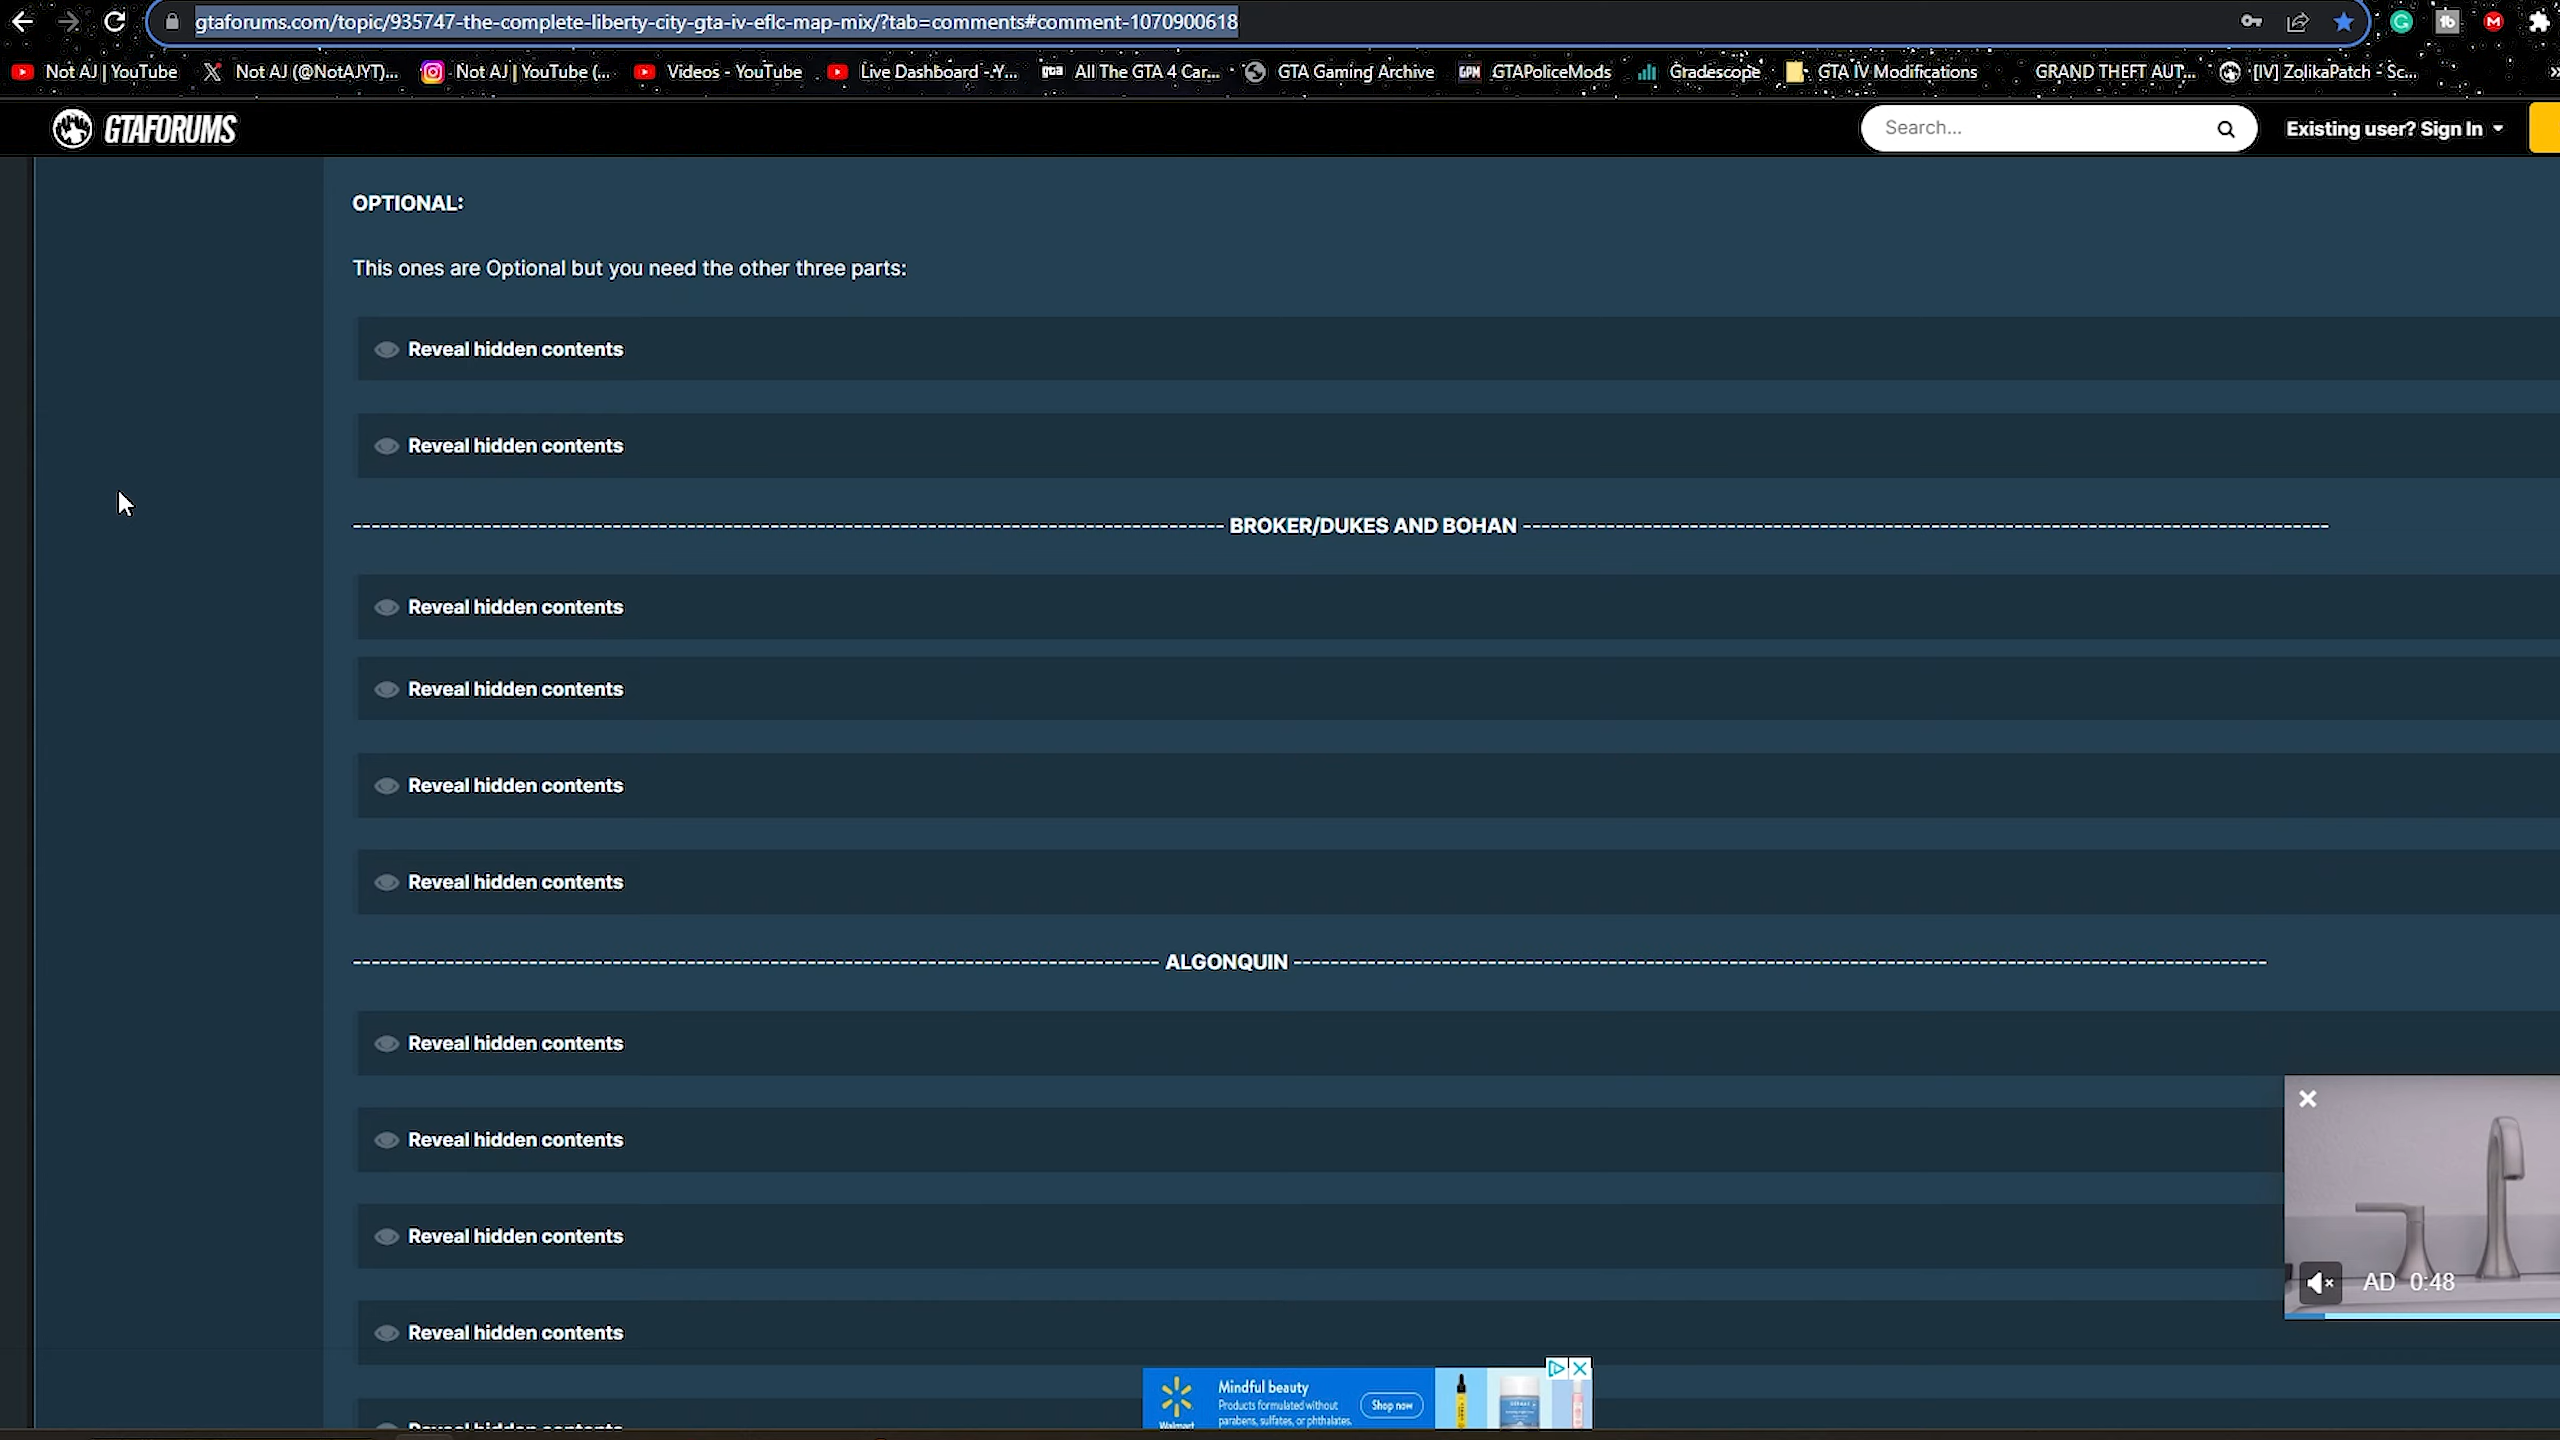 gtaforums.com/topic/935747-the-complete-liberty-city-gta-iv-eflc-map-mix/?tab=comments#comment-1070900618
Not AJ | YouTube
Not AJ (@NotAJYT)...
Not AJ | YouTube (...
Videos - YouTube
Live Dashboard - Y...
gta All The GTA 4 Car...
GTA Gaming Archive
GPM GTAPoliceMods
Gradescope
GTA IV Modifications
GRAND THEFT AUT...
[IV] ZolikaPatch - Sc...
GTAFORUMS
Search...
Existing user? Sign In
OPTIONAL:
This ones are Optional but you need the other three parts:
Reveal hidden contents
Reveal hidden contents
------------------------------ BROKER/DUKES AND BOHAN ------------------------------
Reveal hidden contents
Reveal hidden contents
Reveal hidden contents
Reveal hidden contents
------------------------------ ALGONQUIN ------------------------------
Reveal hidden contents
Reveal hidden contents
Reveal hidden contents
Reveal hidden contents
Reveal hidden contents
AD 0:48
Walmart
Mindful beauty
Products formulated without
parabens, sulfates, or phthalates.
Shop now